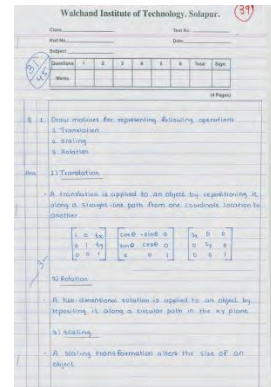 Walchand Institute of Technology, Solapur.
399
Class
Test No.
Roll No.
Date
Subject
Questions 1 2 3 4 5 6 Total Sign
Marks
31
45
(4 Pages)
Q 1. Draw matrices for representing following operations
1. Translation
2. Scaling
3. Rotation
Ans 1) Translation
- A translation is applied to an object by repositioning it
along a straight-line path from one coordinate location to
another
1 0 tx cosθ -sinθ 0 Sx 0 0
0 1 ty sinθ cosθ 0 0 Sy 0
0 0 1 0 0 1 0 0 1
3
2) Rotation
- A two dimensional rotation is applied to an object by
repositing it along a circular path in the xy plane
3) Scaling
- A scaling transformation alters the size of an
object